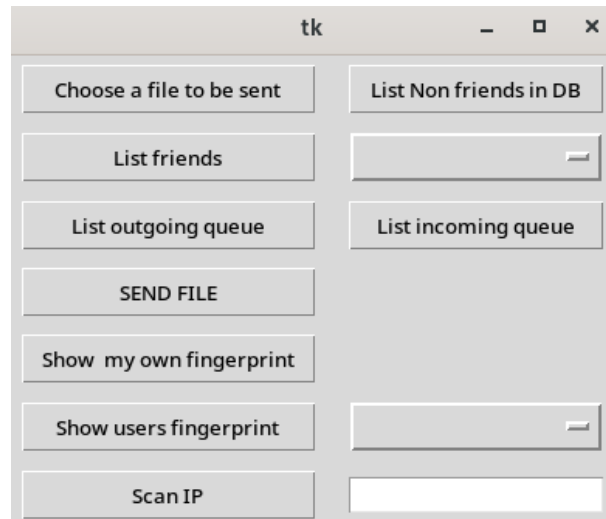 tk
Choose a file to be sent
List Non friends in DB
List friends
List outgoing queue
List incoming queue
SEND FILE
Show  my own fingerprint
Show users fingerprint
Scan IP